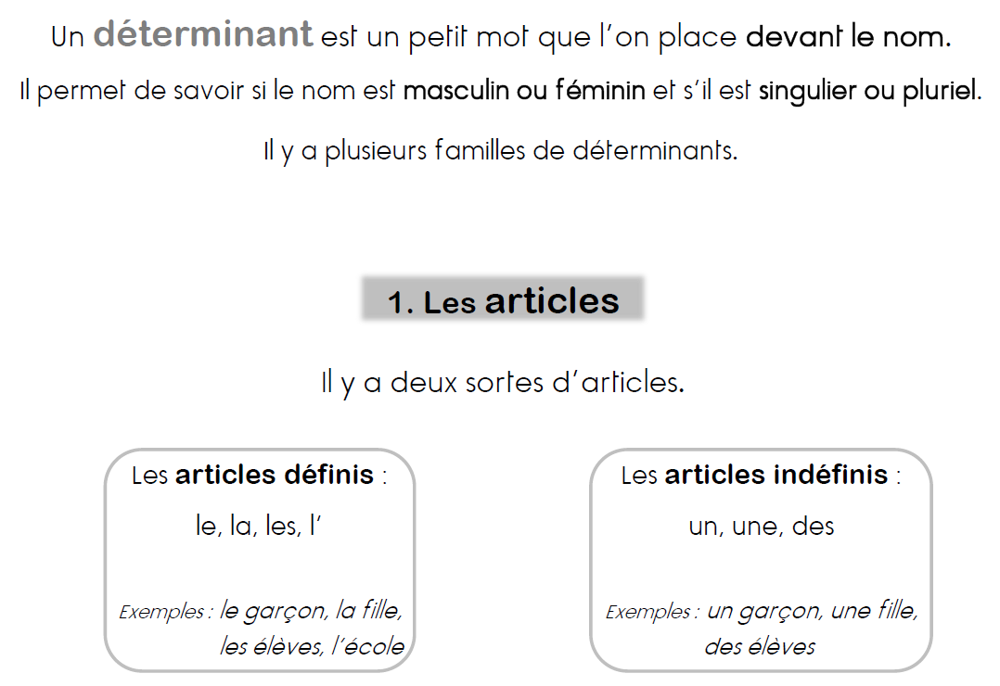 Un déterminant est un petit mot que l’on place devant le nom.
Il permet de savoir si le nom est masculin ou féminin et s’il est singulier ou pluriel.
Il y a plusieurs familles de déterminants.
1. Les articles
Il y a deux sortes d’articles.
Les articles définis :
le, la, les, l’
Exemples : le garçon, la fille,
les élèves, l’école
Les articles indéfinis :
un, une, des
Exemples : un garçon, une fille,
des élèves